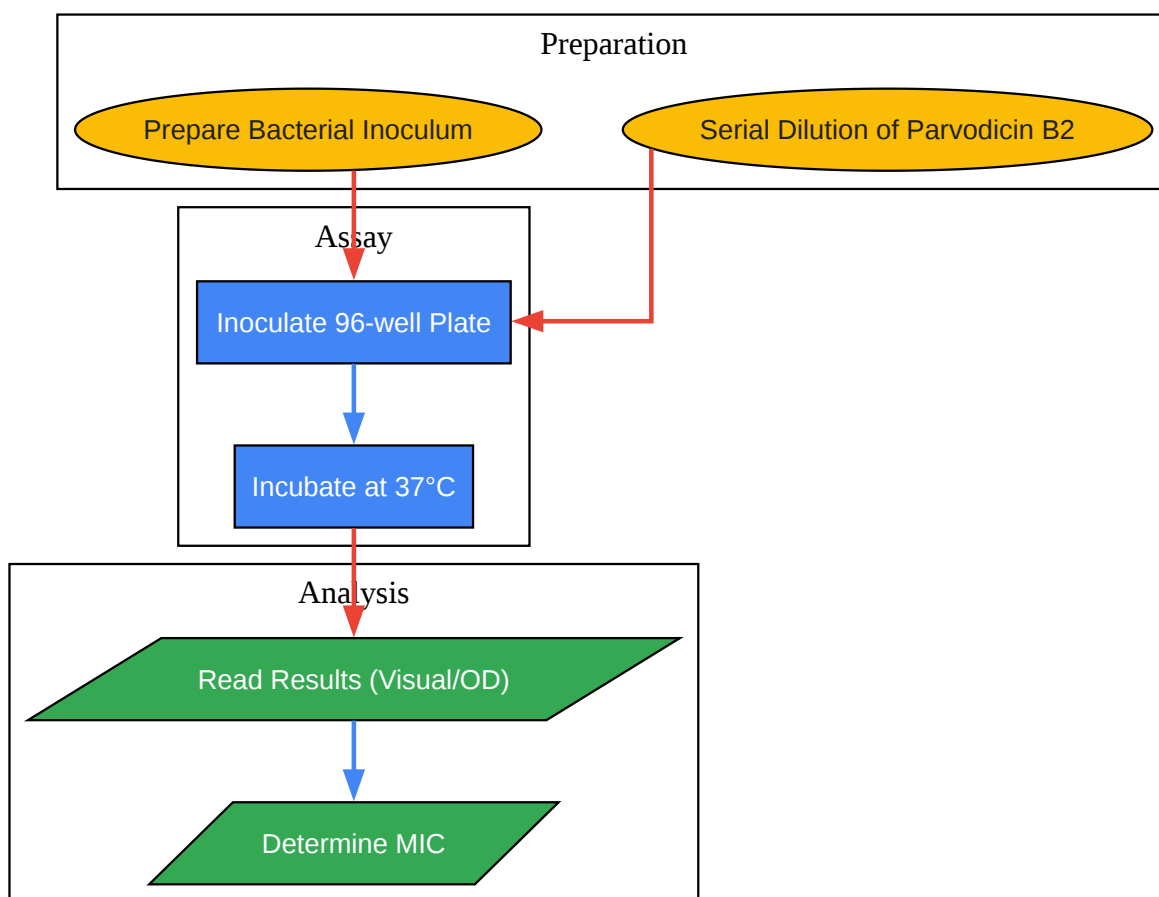 Preparation
Prepare Bacterial Inoculum
Serial Dilution of Parvodicin B2
Assay
Inoculate 96-well Plate
Incubate at 37°C
Analysis
Read Results (Visual/OD)
Determine MIC